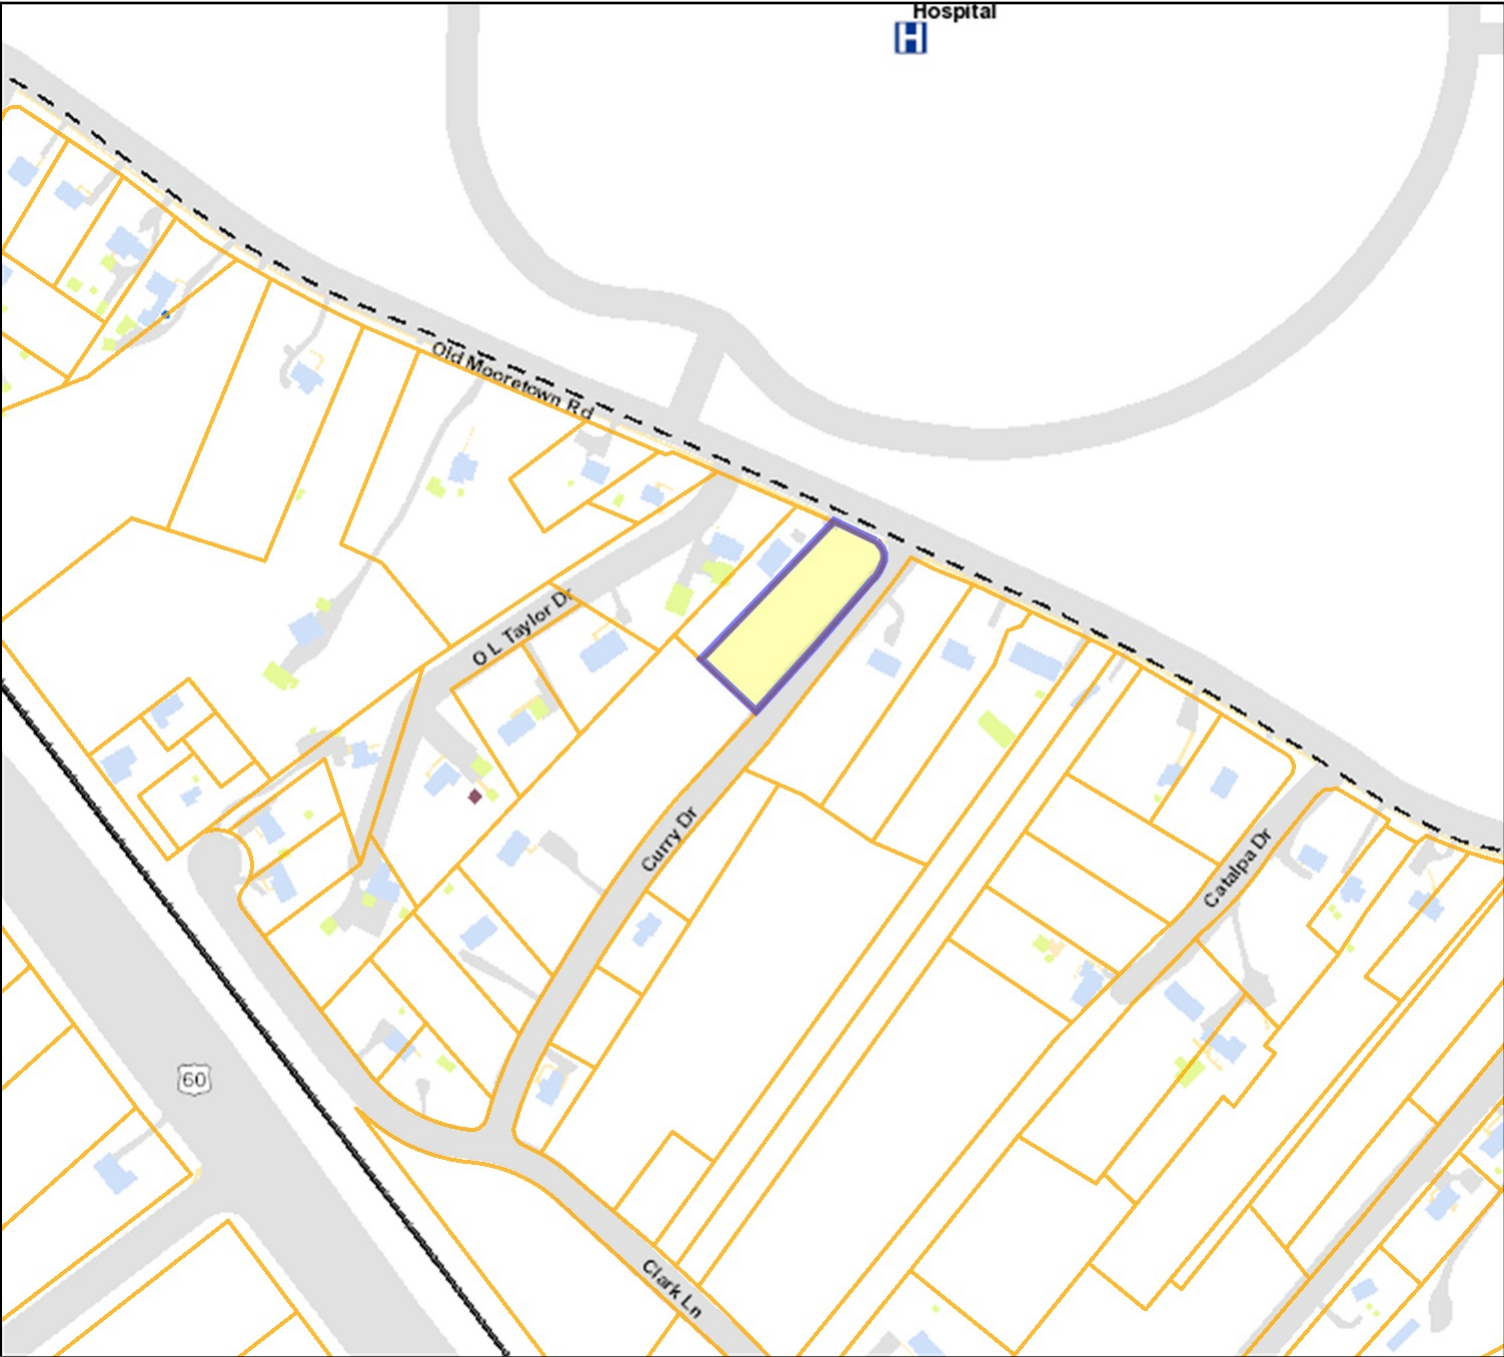 Hospital
H
Old Mooretown Rd
O L Taylor Dr
Curry Dr
Catalpa Dr
60
Clark Ln